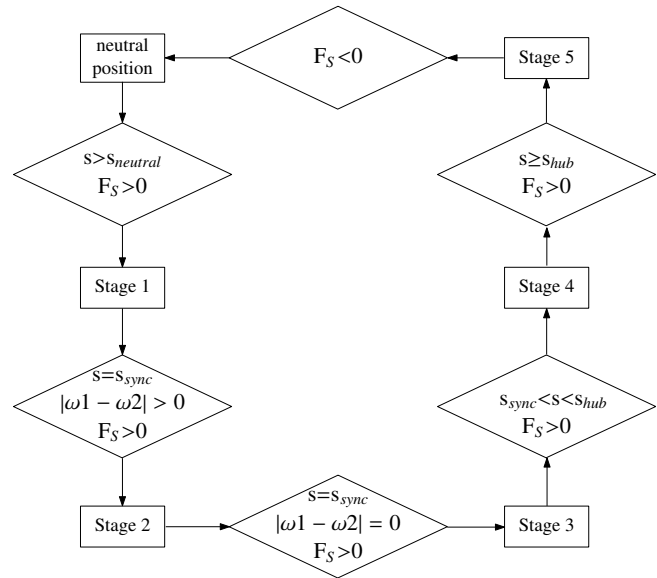 neutral
position
s>s_neutral
F_S>0
Stage 1
s=s_sync
|ω1 − ω2| > 0
F_S>0
Stage 2
s=s_sync
|ω1 − ω2| = 0
F_S>0
Stage 3
s_sync<s<s_hub
F_S>0
Stage 4
s≥s_hub
F_S>0
Stage 5
F_S<0